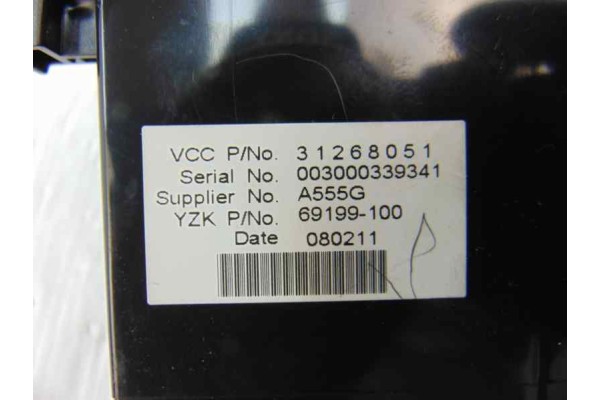 VCC P/No. 31268051
Serial No. 003000339341
Supplier No. A555G
YZK P/No. 69199-100
Date 080211